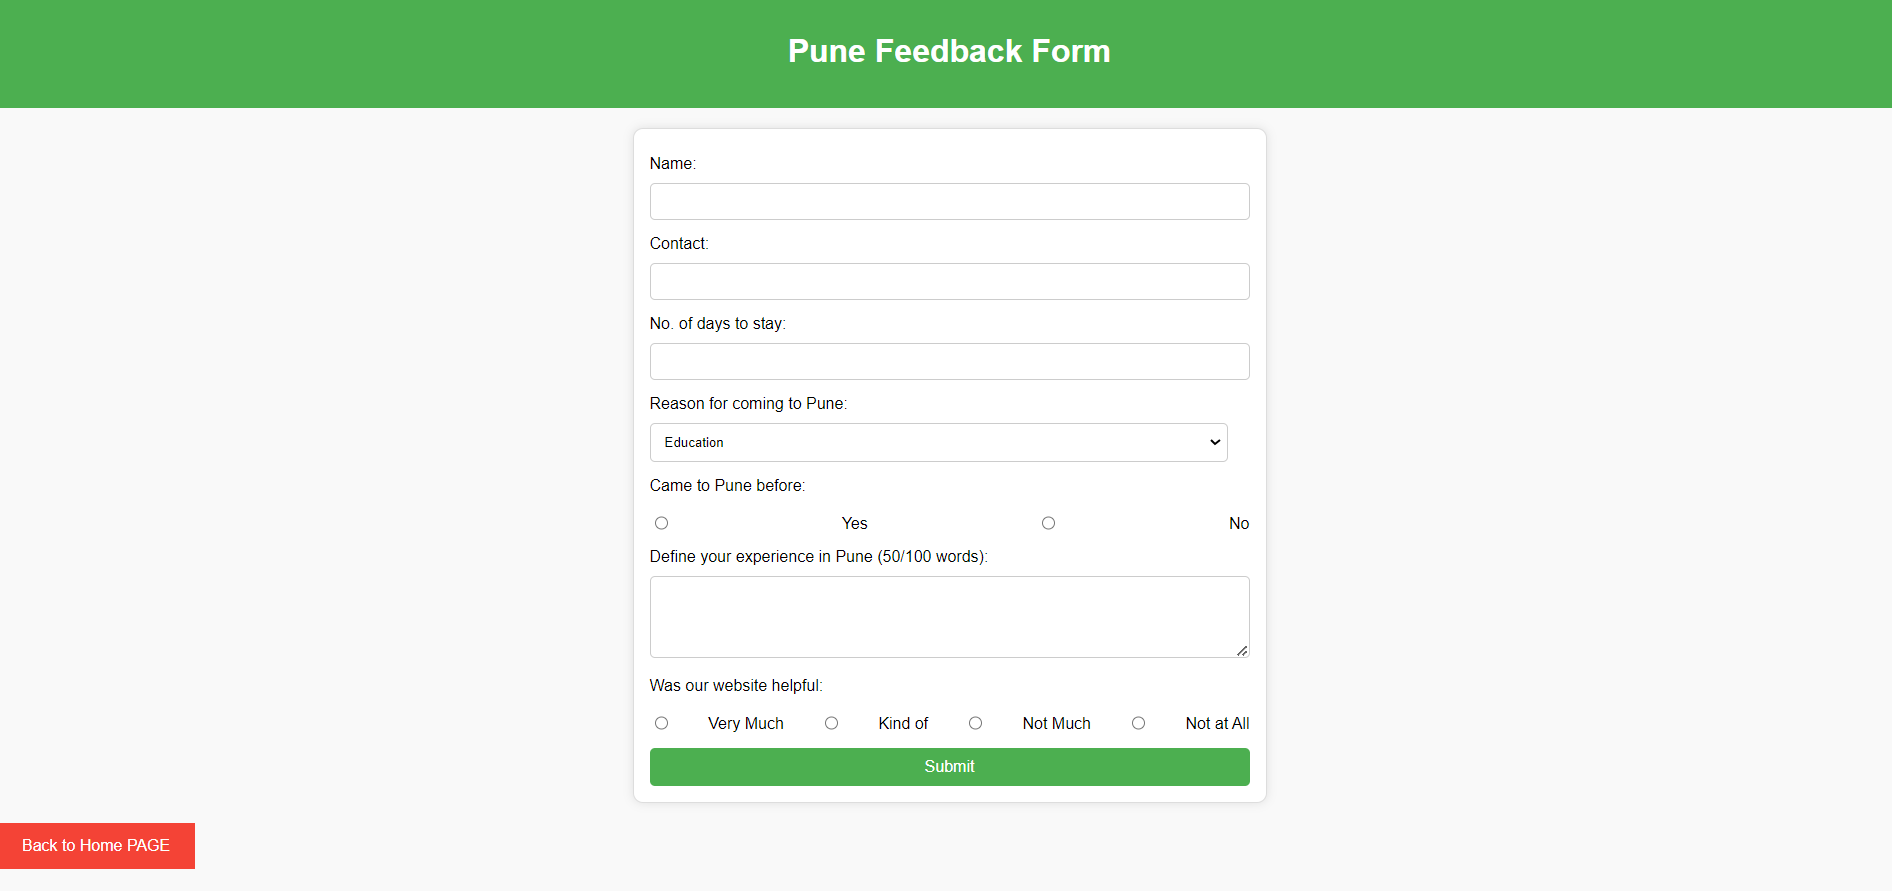 Pune Feedback Form
Name:
Contact:
No. of days to stay:
Reason for coming to Pune:
Education
Came to Pune before:
Yes No
Define your experience in Pune (50/100 words):
Was our website helpful:
Very Much Kind of Not Much Not at All
Submit
Back to Home PAGE